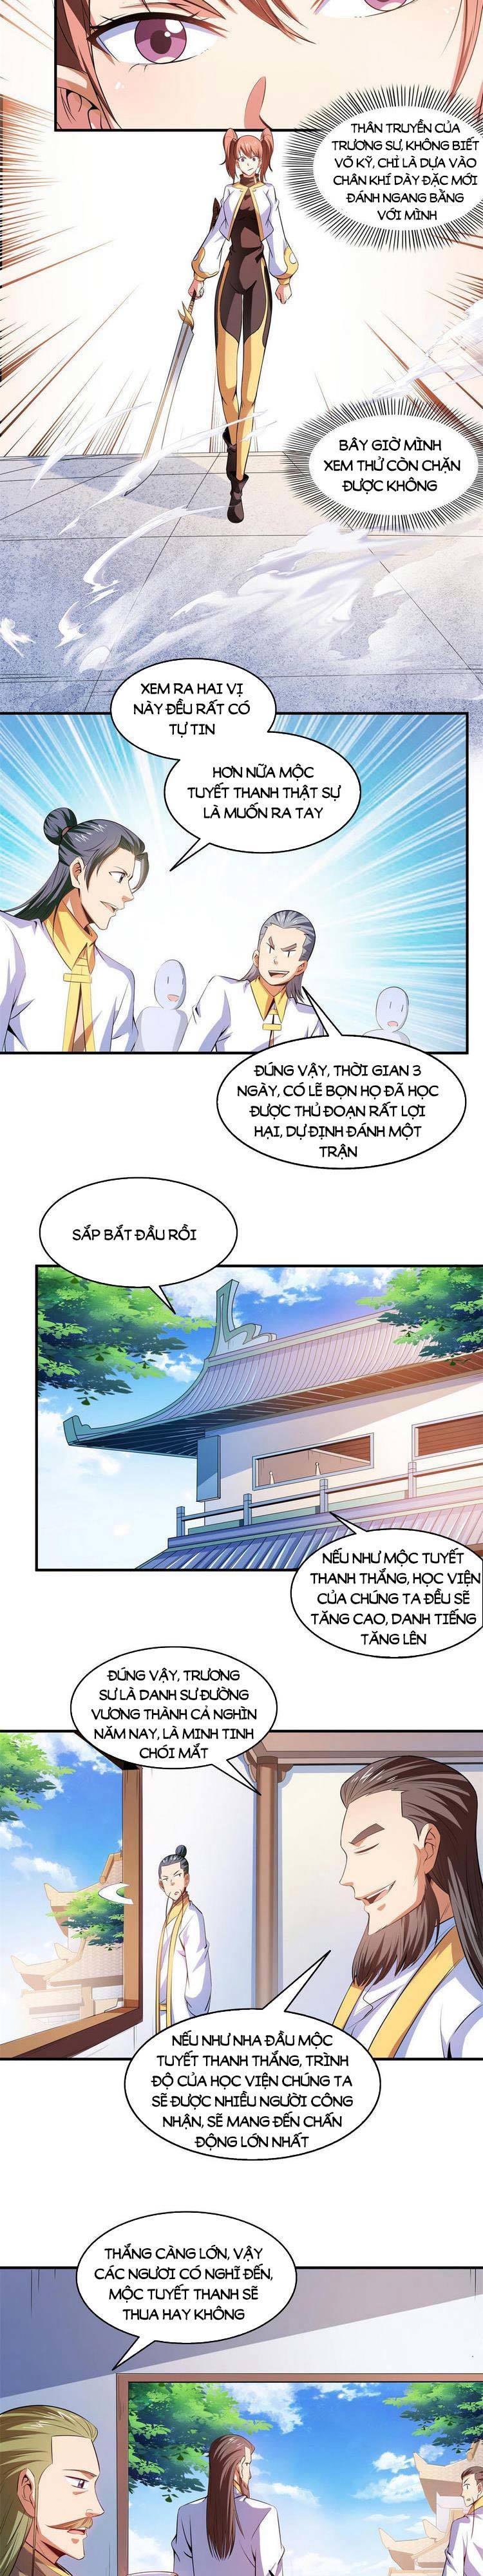 THÂN TRUYỀN CỦA
TRƯƠNG SƯ, KHÔNG BIẾT
VÕ KỸ, CHỈ LÀ DỰA VÀO
CHÂN KHÍ DÀY ĐẶC MỚI
ĐÁNH NGANG BẰNG
VỚI MÌNH
BÂY GIỜ MÌNH
XEM THỬ CÒN CHẶN
ĐƯỢC KHÔNG
XEM RA HAI VỊ
NÀY ĐỀU RẤT CÓ
TỰ TIN
HƠN NỮA MỘC
TUYẾT THANH THẬT SỰ
LÀ MUỐN RA TAY
ĐÚNG VẬY, THỜI GIAN 3
NGÀY, CÓ LẼ BỌN HỌ ĐÃ HỌC
ĐƯỢC THỦ ĐOẠN RẤT LỢI
HẠI, DỰ ĐỊNH ĐÁNH MỘT
TRẬN
SẮP BẮT ĐẦU RỒI
NẾU NHƯ MỘC TUYẾT
THANH THẮNG, HỌC VIỆN
CỦA CHÚNG TA ĐỀU SẼ
TĂNG CAO, DANH TIẾNG
TĂNG LÊN
ĐÚNG VẬY, TRƯƠNG
SƯ LÀ DANH SƯ ĐƯỜNG
VƯƠNG THÀNH CẢ NGHÌN
NĂM NAY, LÀ MINH TINH
CHÓI MẮT
NẾU NHƯ NHA ĐẦU MỘC
TUYẾT THANH THẮNG, TRÌNH
ĐỘ CỦA HỌC VIỆN CHÚNG TA
SẼ ĐƯỢC NHIỀU NGƯỜI CÔNG
NHẬN, SẼ MANG ĐẾN CHẤN
ĐỘNG LỚN NHẤT
THẮNG CÀNG LỚN, VẬY
CÁC NGƯƠI CÓ NGHĨ ĐẾN,
MỘC TUYẾT THANH SẼ
THUA HAY KHÔNG